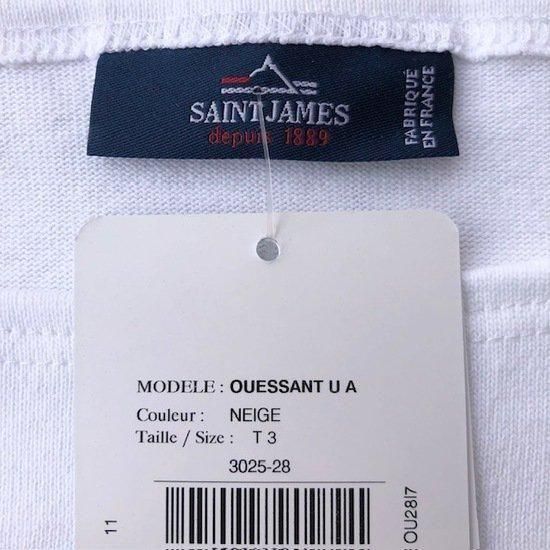 SAINT JAMES
depuis 1889
FABRIQUÉ
EN FRANCE
MODELE : OUESSANT U A
Couleur : NEIGE
Taille / Size : T 3
3025-28
11
OU2817